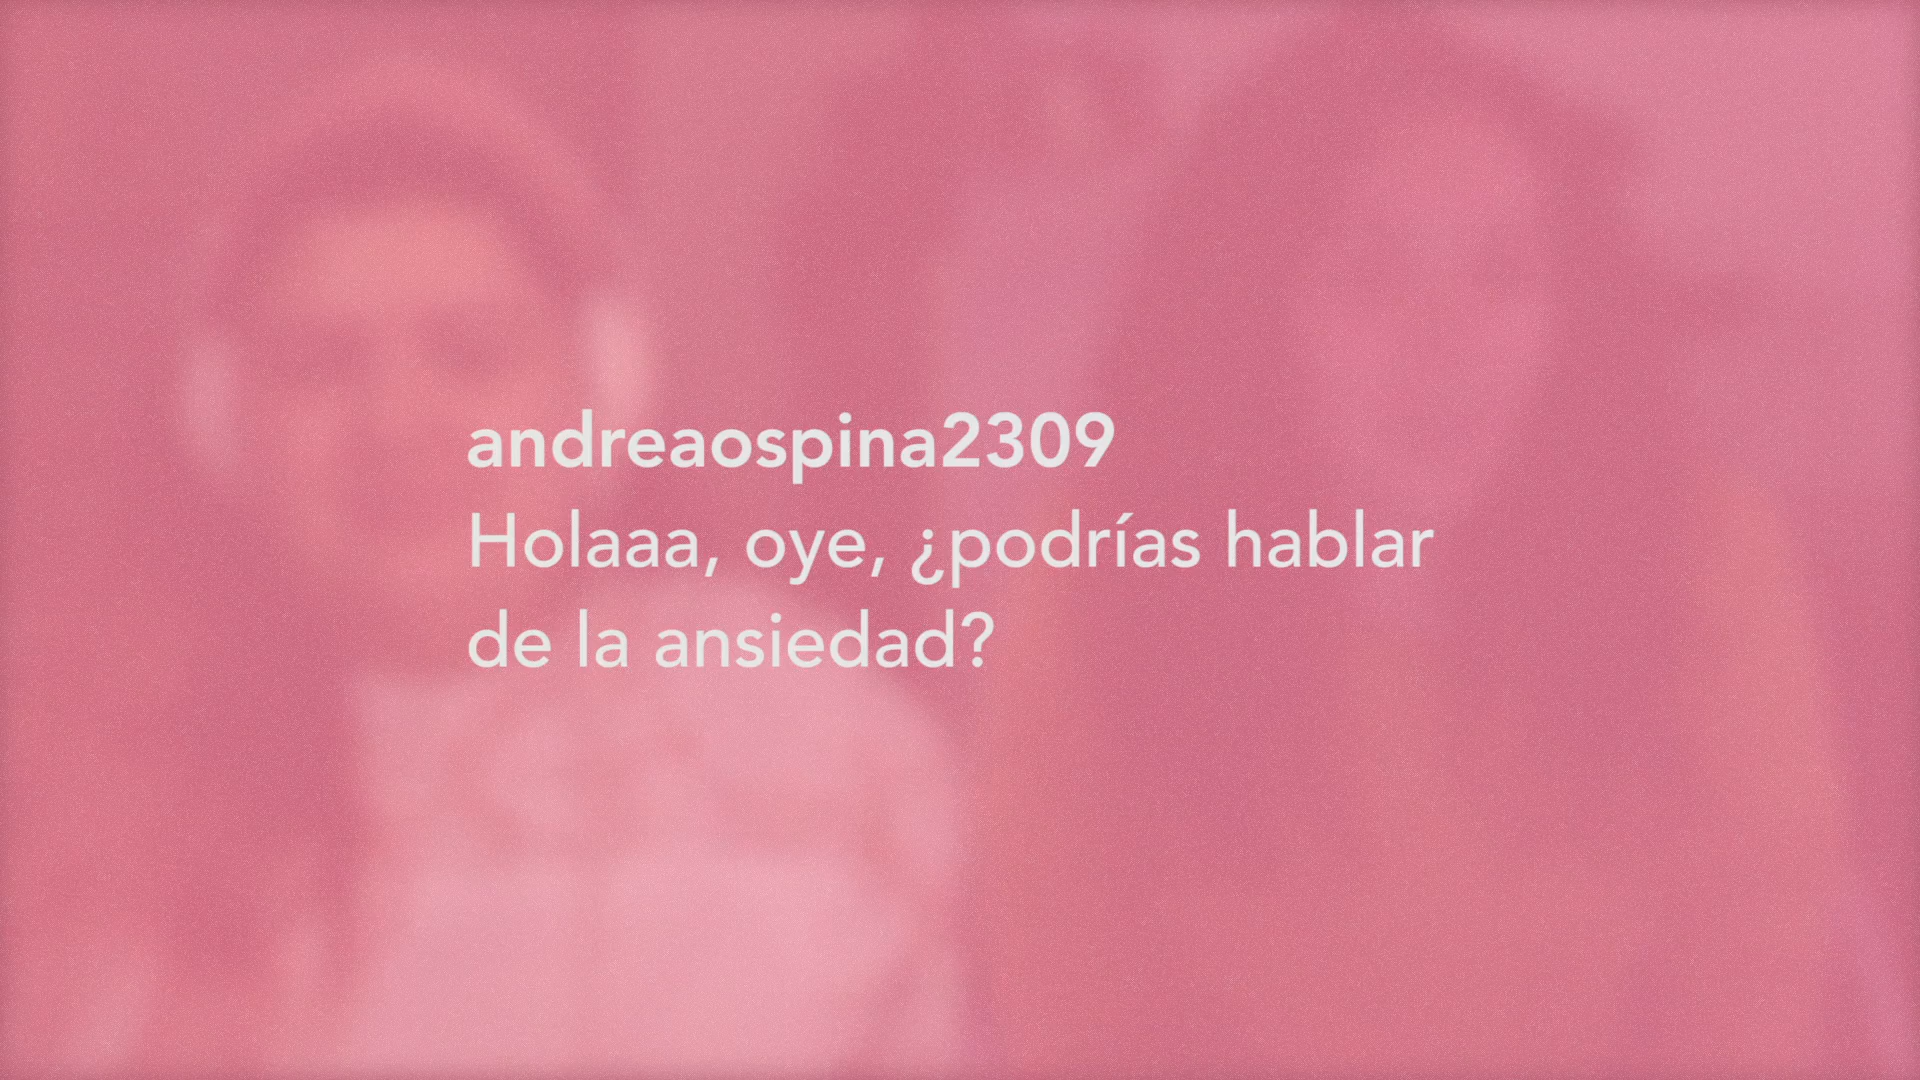 andreaospina2309
Holaaa, oye, ¿podrías hablar
de la ansiedad?